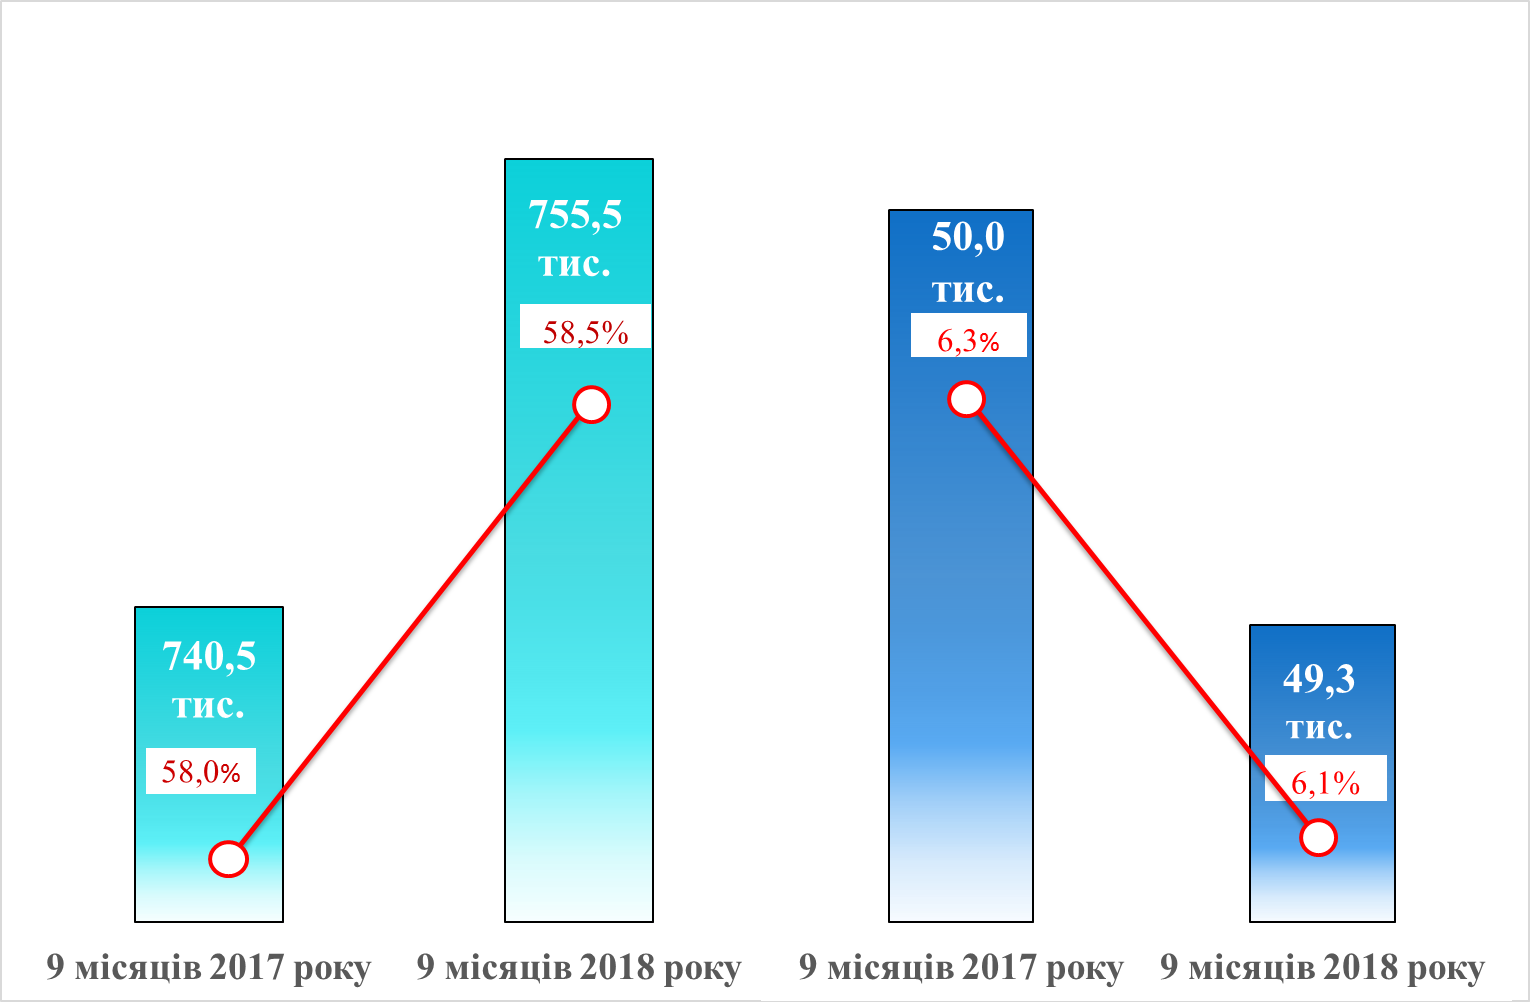 755,5
тис.
58,5%
50,0
тис.
6,3%
740,5
тис.
58,0%
49,3
тис.
6,1%
9 місяців 2017 року
9 місяців 2018 року
9 місяців 2017 року
9 місяців 2018 року